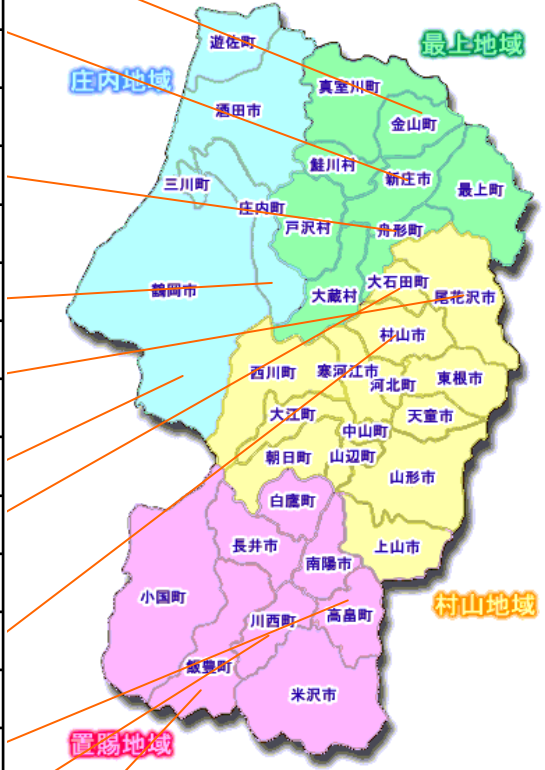 遊佐町
最上地域
庄内地域
真室川町
酒田市
金山町
鮭川村
新庄市
三川町
最上町
庄内町
戸沢村
舟形町
大石田町
鶴岡市
大蔵村
尾花沢市
村山市
西川町
寒河江市
東根市
河北町
大江町
天童市
中山町
朝日町
山辺町
山形市
白鷹町
長井市
上山市
南陽市
小国町
村山地域
川西町
高畠町
飯豊町
米沢市
置賜地域